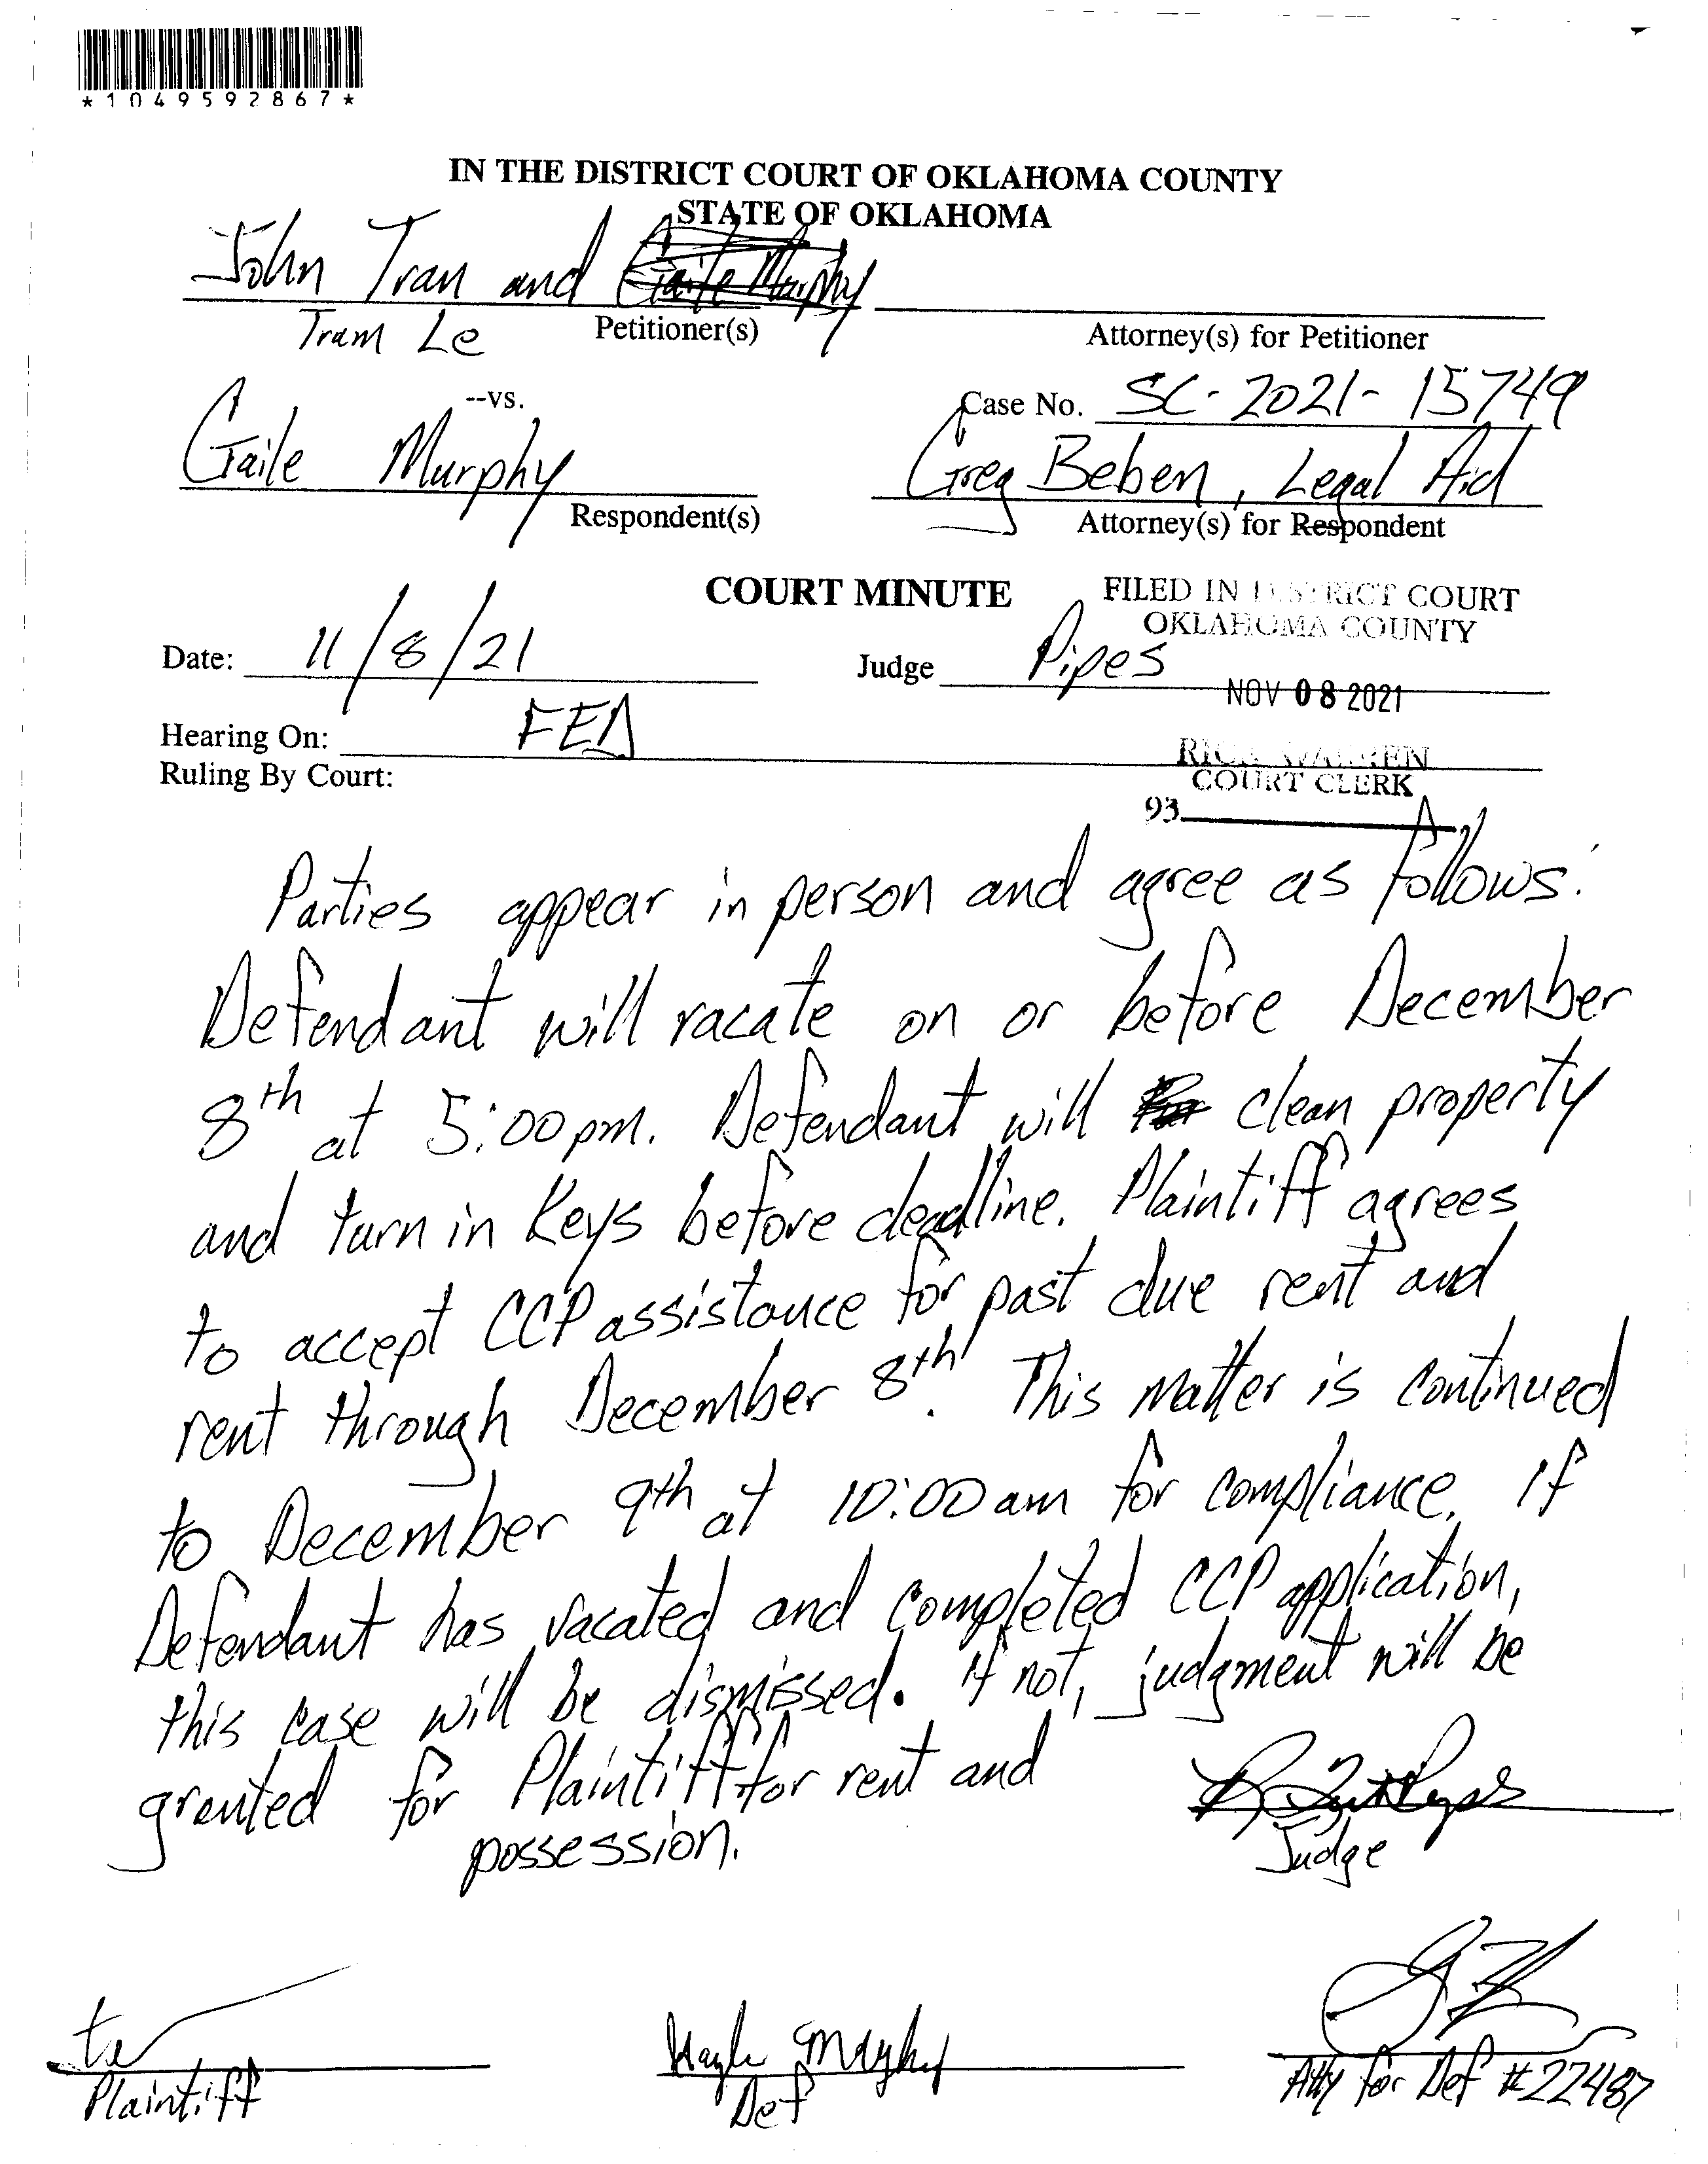 *1049592867*
IN THE DISTRICT COURT OF OKLAHOMA COUNTY
STATE OF OKLAHOMA
John Tran and Gaile Murphy
Tram Le
Petitioner(s)
Attorney(s) for Petitioner
--vs.
Case No. SC-2021-15749
Gaile Murphy
Greg Beben, Legal Aid
Respondent(s)
Attorney(s) for Respondent
COURT MINUTE
FILED IN DISTRICT COURT
OKLAHOMA COUNTY
Date: 11/8/21
Judge Pipes
NOV 08 2021
Hearing On: FED
RICK WARREN
COURT CLERK
Ruling By Court:
93
Parties appear in person and agree as follows:
Defendant will vacate on or before December
8th at 5:00pm. Defendant will clean property
and turn in keys before deadline. Plaintiff agrees
to accept CCP assistance for past due rent and
rent through December 8th. This matter is continued
to December 9th at 10:00am for compliance. If
Defendant has vacated and completed CCP application,
this case will be dismissed. If not, judgment will be
granted for Plaintiff for rent and
possession.
Judge
Plaintiff
Def
Atty for Def #22487